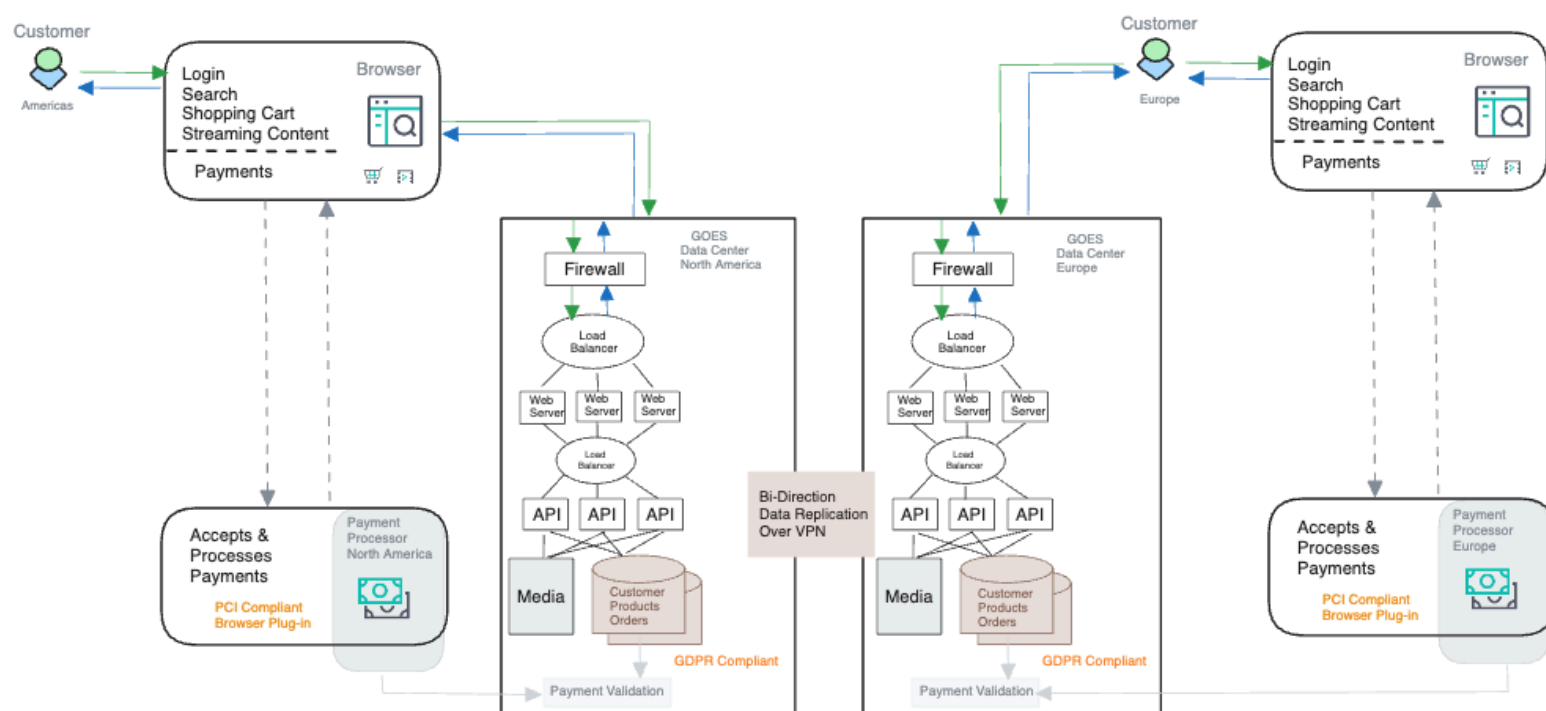 Customer
Americas
Login
Search
Shopping Cart
Streaming Content
Payments
Browser
GOES
Data Center
North America
Firewall
Load
Balancer
Web
Server
Web
Server
Web
Server
Load
Balancer
API
API
API
Media
Customer
Products
Orders
GDPR Compliant
Payment Validation
Accepts &
Processes
Payments
PCI Compliant
Browser Plug-in
Payment
Processor
North America
Bi-Direction
Data Replication
Over VPN
Customer
Europe
Login
Search
Shopping Cart
Streaming Content
Payments
Browser
GOES
Data Center
Europe
Firewall
Load
Balancer
Web
Server
Web
Server
Web
Server
Load
Balancer
API
API
API
Media
Customer
Products
Orders
GDPR Compliant
Payment Validation
Accepts &
Processes
Payments
PCI Compliant
Browser Plug-in
Payment
Processor
Europe